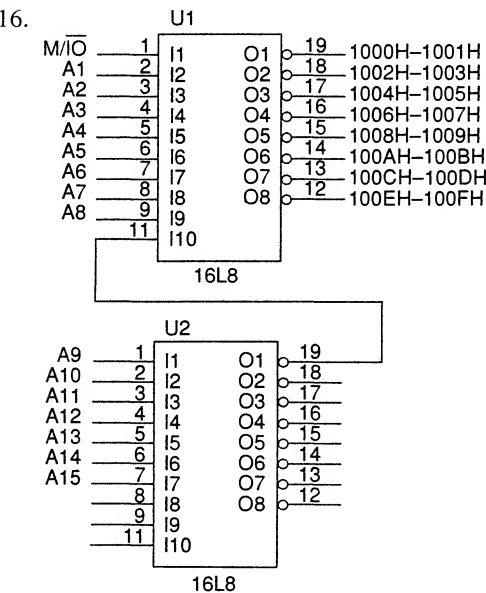 16.
U1
M/IO 1 I1 O1 19 1000H–1001H
A1 2 I2 O2 18 1002H–1003H
A2 3 I3 O3 17 1004H–1005H
A3 4 I4 O4 16 1006H–1007H
A4 5 I5 O5 15 1008H–1009H
A5 6 I6 O6 14 100AH–100BH
A6 7 I7 O7 13 100CH–100DH
A7 8 I8 O8 12 100EH–100FH
A8 9 I9
11 I10
16L8
U2
A9 1 I1 O1 19
A10 2 I2 O2 18
A11 3 I3 O3 17
A12 4 I4 O4 16
A13 5 I5 O5 15
A14 6 I6 O6 14
A15 7 I7 O7 13
8 I8 O8 12
9 I9
11 I10
16L8